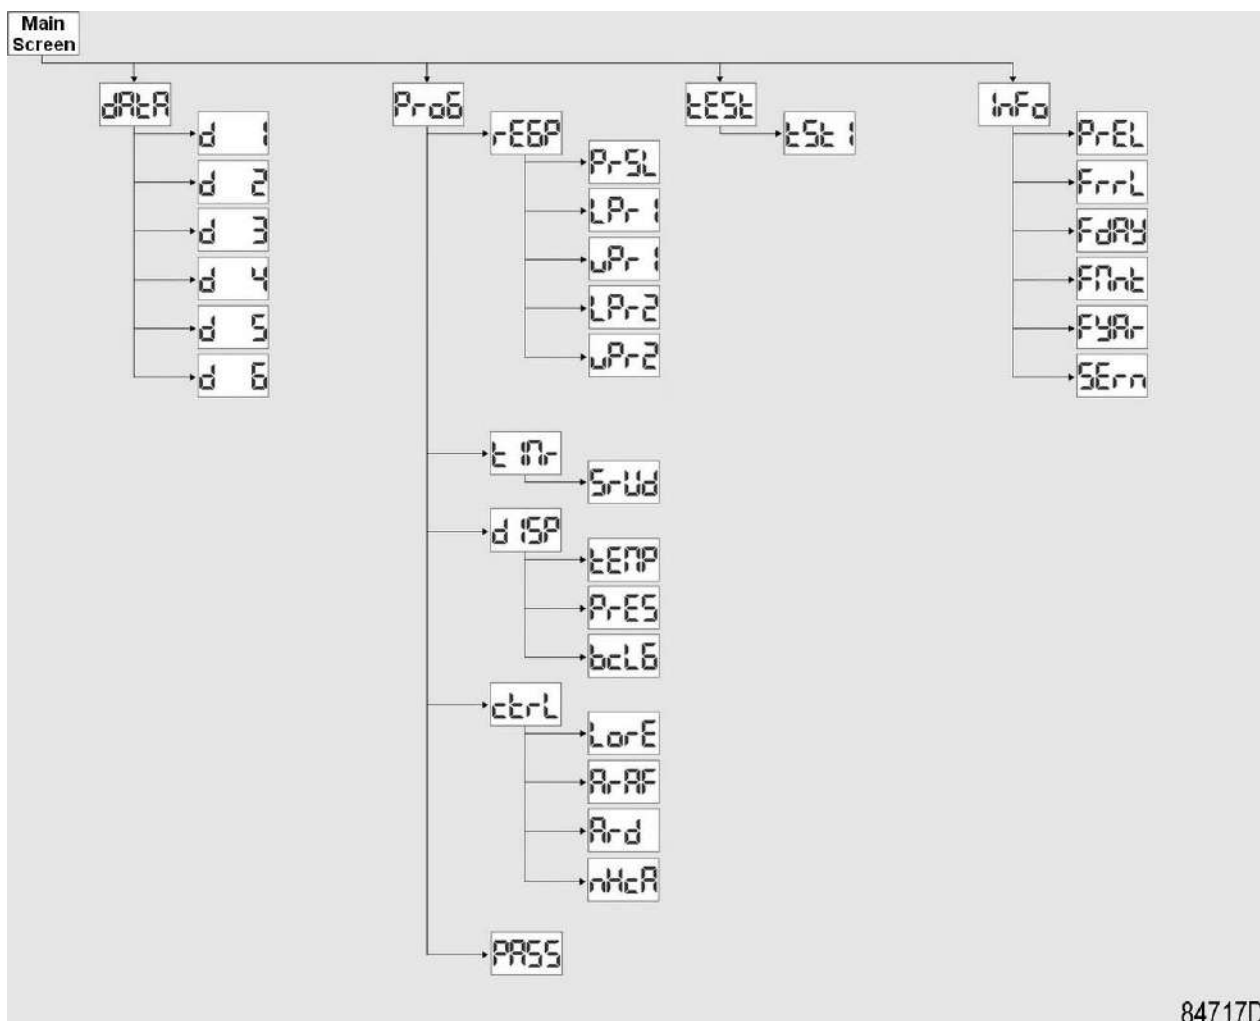 Main
Screen
dAtA
d 1
d 2
d 3
d 4
d 5
d 6
ProG
rEGP
PrSL
LPr1
uPr1
LPr2
uPr2
tIMr
SrVd
dISP
tEMP
PrES
bcLG
ctrL
LorE
ArAF
Ard
nHcA
PASS
tESt
tSt1
InFo
PrEL
FrrL
FdAY
FMnt
FYAr
SErn
84717D